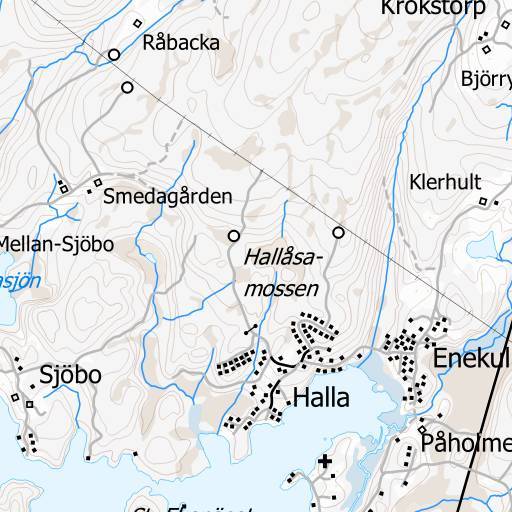 Krokstorp
Råbacka
Björry
Klerhult
Smedagården
Mellan-Sjöbo
Hallåsa-
mossen
Sjöbo
Enekul
Halla
Påholme